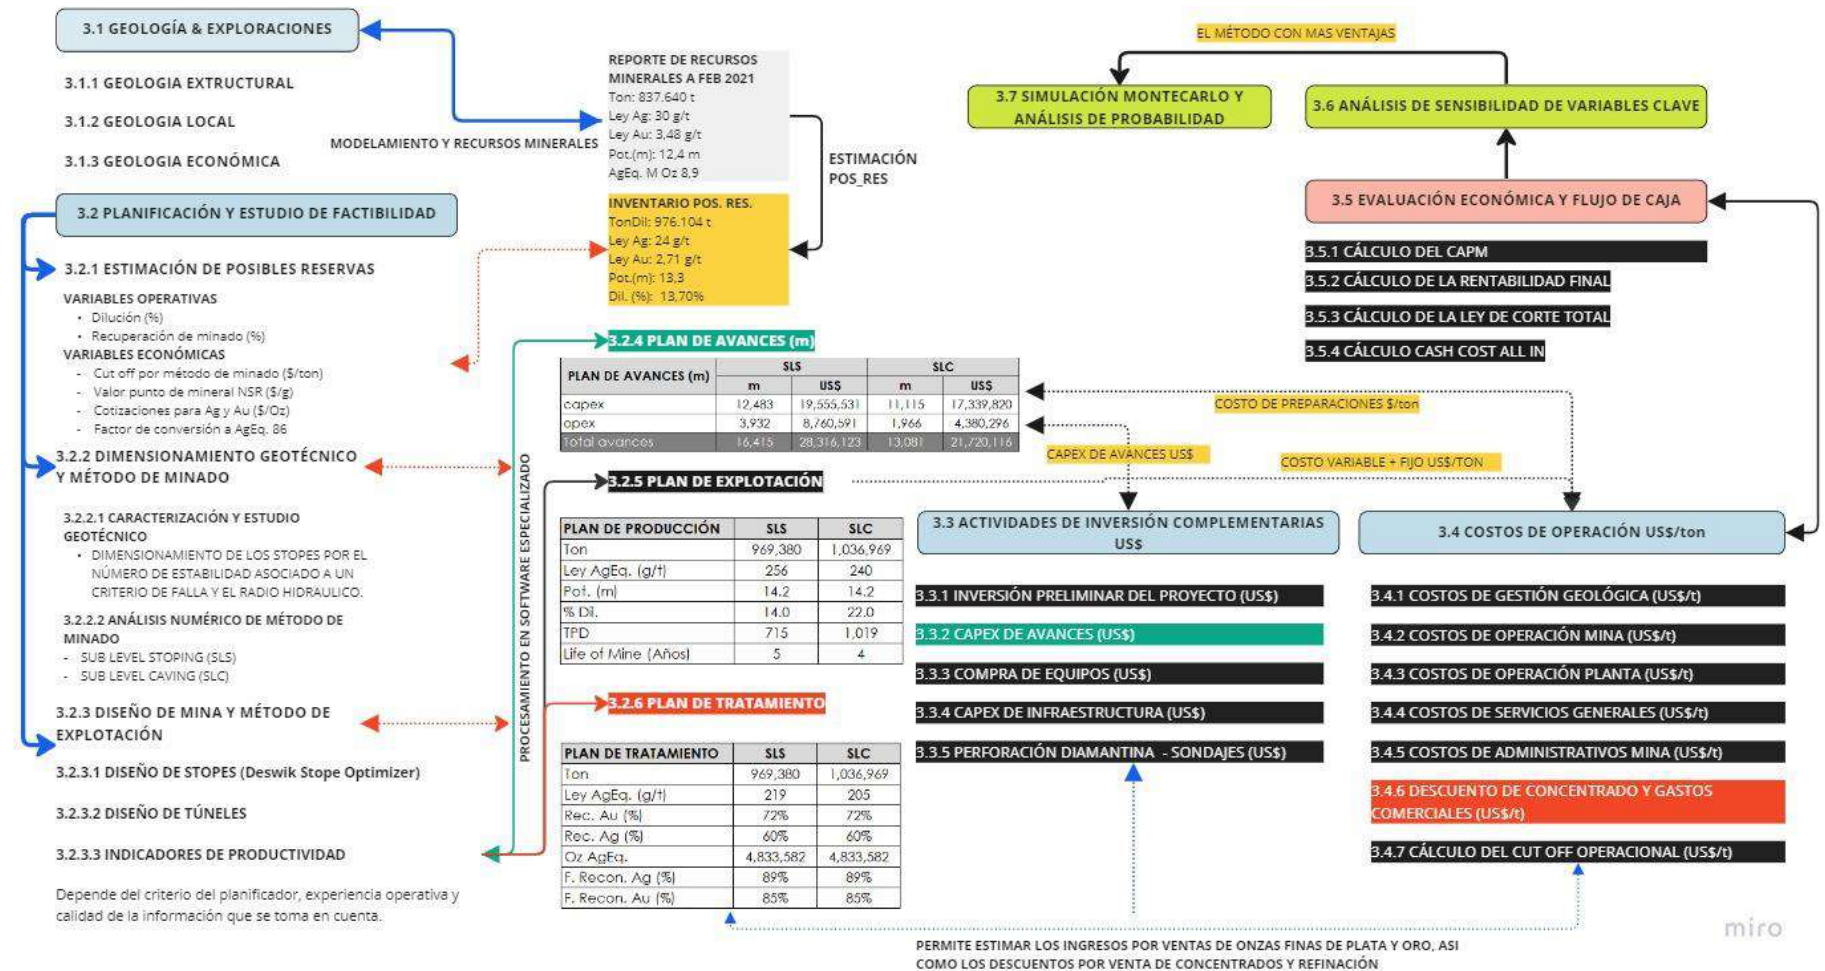 3.1 GEOLOGÍA & EXPLORACIONES
3.1.1 GEOLOGIA EXTRUCTURAL
3.1.2 GEOLOGIA LOCAL
3.1.3 GEOLOGIA ECONÓMICA
MODELAMIENTO Y RECURSOS MINERALES
REPORTE DE RECURSOS
MINERALES A FEB 2021
Ton: 837.640 t
Ley Ag: 30 g/t
Ley Au: 3,48 g/t
Pot.(m): 12,4 m
AgEq. M Oz 8,9
ESTIMACIÓN
POS_RES
INVENTARIO POS. RES.
TonDil: 976.104 t
Ley Ag: 24 g/t
Ley Au: 2,71 g/t
Pot.(m): 13,3
Dil. (%): 13,70%
3.2 PLANIFICACIÓN Y ESTUDIO DE FACTIBILIDAD
3.2.1 ESTIMACIÓN DE POSIBLES RESERVAS
VARIABLES OPERATIVAS
• Dilución (%)
• Recuperación de minado (%)
VARIABLES ECONÓMICAS
- Cut off por método de minado ($/ton)
- Valor punto de mineral NSR ($/g)
- Cotizaciones para Ag y Au ($/Oz)
- Factor de conversión a AgEq. 86
3.2.2 DIMENSIONAMIENTO GEOTÉCNICO
Y MÉTODO DE MINADO
3.2.2.1 CARACTERIZACIÓN Y ESTUDIO
GEOTÉCNICO
• DIMENSIONAMIENTO DE LOS STOPES POR EL
NÚMERO DE ESTABILIDAD ASOCIADO A UN
CRITERIO DE FALLA Y EL RADIO HIDRAULICO.
3.2.2.2 ANÁLISIS NUMÉRICO DE MÉTODO DE
MINADO
- SUB LEVEL STOPING (SLS)
- SUB LEVEL CAVING (SLC)
3.2.3 DISEÑO DE MINA Y MÉTODO DE
EXPLOTACIÓN
3.2.3.1 DISEÑO DE STOPES (Deswik Stope Optimizer)
3.2.3.2 DISEÑO DE TÚNELES
3.2.3.3 INDICADORES DE PRODUCTIVIDAD
Depende del criterio del planificador, experiencia operativa y
calidad de la información que se toma en cuenta.
PROCESAMIENTO EN SOFTWARE ESPECIALIZADO
3.2.4 PLAN DE AVANCES (m)
PLAN DE AVANCES (m) SLS SLC
m US$ m US$
capex 12,483 19,555,531 11,115 17,339,820
opex 3,932 8,760,591 1,966 4,380,296
Total avances 16,415 28,316,123 13,081 21,720,116
3.2.5 PLAN DE EXPLOTACIÓN
PLAN DE PRODUCCIÓN SLS SLC
Ton 969,380 1,036,969
Ley AgEq. (g/t) 256 240
Pot. (m) 14.2 14.2
% Dil. 14.0 22.0
TPD 715 1,019
Life of Mine (Años) 5 4
3.2.6 PLAN DE TRATAMIENTO
PLAN DE TRATAMIENTO SLS SLC
Ton 969,380 1,036,969
Ley AgEq. (g/t) 219 205
Rec. Au (%) 72% 72%
Rec. Ag (%) 60% 60%
Oz AgEq. 4,833,582 4,833,582
F. Recon. Ag (%) 89% 89%
F. Recon. Au (%) 85% 85%
EL MÉTODO CON MAS VENTAJAS
3.7 SIMULACIÓN MONTECARLO Y
ANÁLISIS DE PROBABILIDAD
3.6 ANÁLISIS DE SENSIBILIDAD DE VARIABLES CLAVE
3.5 EVALUACIÓN ECONÓMICA Y FLUJO DE CAJA
3.5.1 CÁLCULO DEL CAPM
3.5.2 CÁLCULO DE LA RENTABILIDAD FINAL
3.5.3 CÁLCULO DE LA LEY DE CORTE TOTAL
3.5.4 CÁLCULO CASH COST ALL IN
COSTO DE PREPARACIONES $/ton
CAPEX DE AVANCES US$
COSTO VARIABLE + FIJO US$/TON
3.3 ACTIVIDADES DE INVERSIÓN COMPLEMENTARIAS
US$
3.3.1 INVERSIÓN PRELIMINAR DEL PROYECTO (US$)
3.3.2 CAPEX DE AVANCES (US$)
3.3.3 COMPRA DE EQUIPOS (US$)
3.3.4 CAPEX DE INFRAESTRUCTURA (US$)
3.3.5 PERFORACIÓN DIAMANTINA - SONDAJES (US$)
3.4 COSTOS DE OPERACIÓN US$/ton
3.4.1 COSTOS DE GESTIÓN GEOLÓGICA (US$/t)
3.4.2 COSTOS DE OPERACIÓN MINA (US$/t)
3.4.3 COSTOS DE OPERACIÓN PLANTA (US$/t)
3.4.4 COSTOS DE SERVICIOS GENERALES (US$/t)
3.4.5 COSTOS DE ADMINISTRATIVOS MINA (US$/t)
3.4.6 DESCUENTO DE CONCENTRADO Y GASTOS
COMERCIALES (US$/t)
3.4.7 CÁLCULO DEL CUT OFF OPERACIONAL (US$/t)
PERMITE ESTIMAR LOS INGRESOS POR VENTAS DE ONZAS FINAS DE PLATA Y ORO, ASI
COMO LOS DESCUENTOS POR VENTA DE CONCENTRADOS Y REFINACIÓN
miro